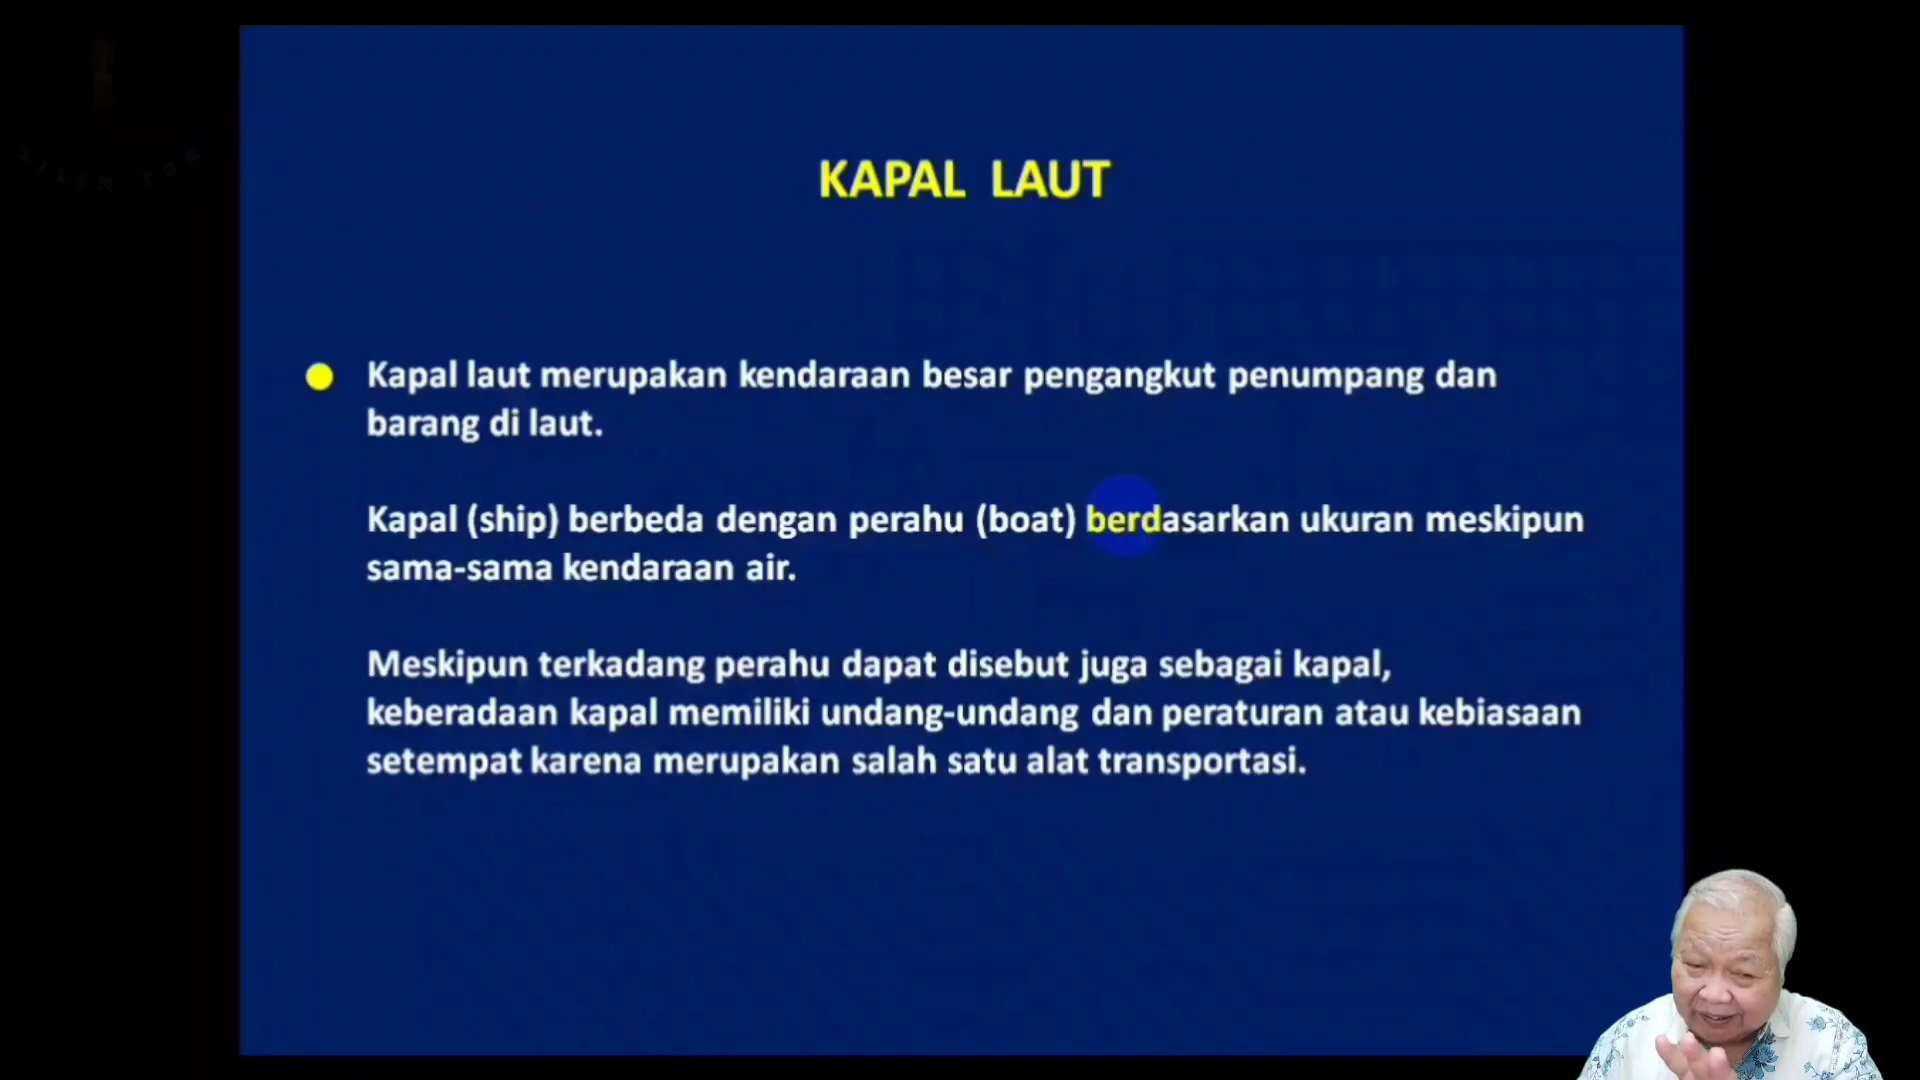 KAPAL LAUT
Kapal laut merupakan kendaraan besar pengangkut penumpang dan
barang di laut.
Kapal (ship) berbeda dengan perahu (boat) berdasarkan ukuran meskipun
sama-sama kendaraan air.
Meskipun terkadang perahu dapat disebut juga sebagai kapal,
keberadaan kapal memiliki undang-undang dan peraturan atau kebiasaan
setempat karena merupakan salah satu alat transportasi.